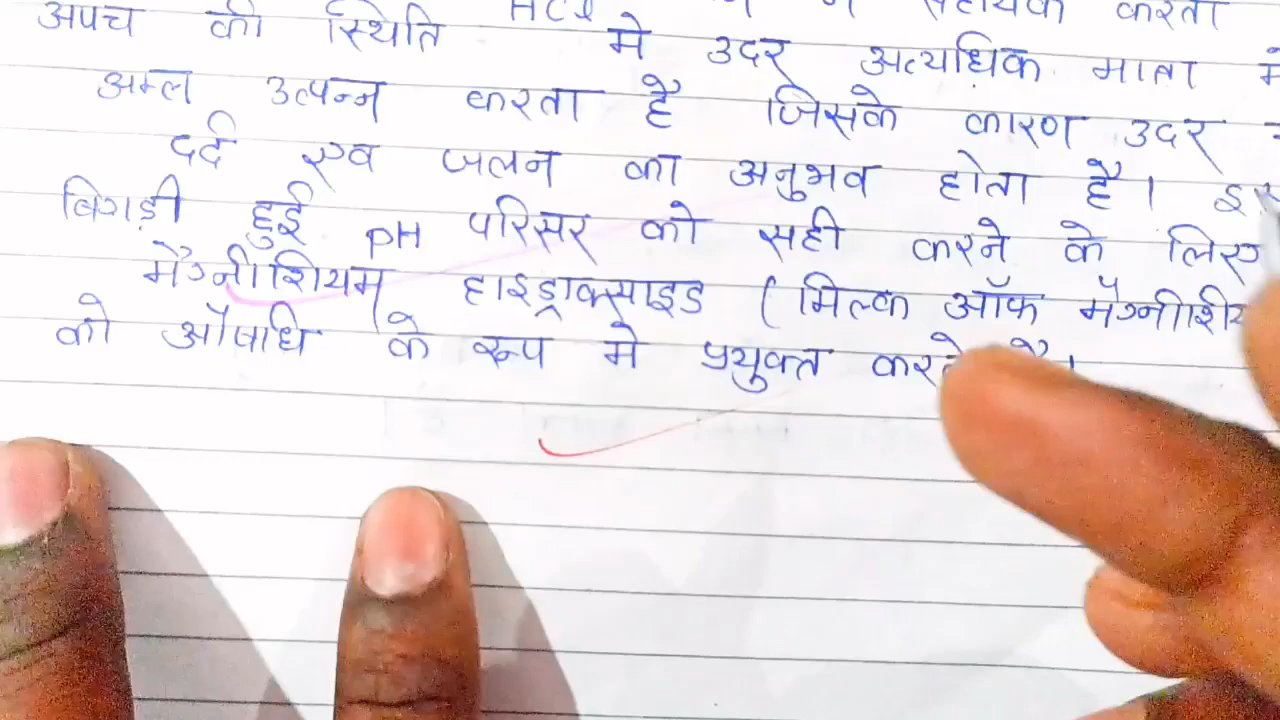 HCl सहायक करता
अपच की स्थिति मे उदर अत्यधिक माता में
अम्ल उत्पन्न करता है जिसके कारण उदर
दर्द एव जलन का अनुभव होता है। इस
बिगड़ी हुई pH परिसर को सही करने के लिए
मैग्नीशियम हाइड्राक्साइड (मिल्क ऑफ मैग्नीशिय
को औषधि के रूप मे प्रयुक्त करते है।